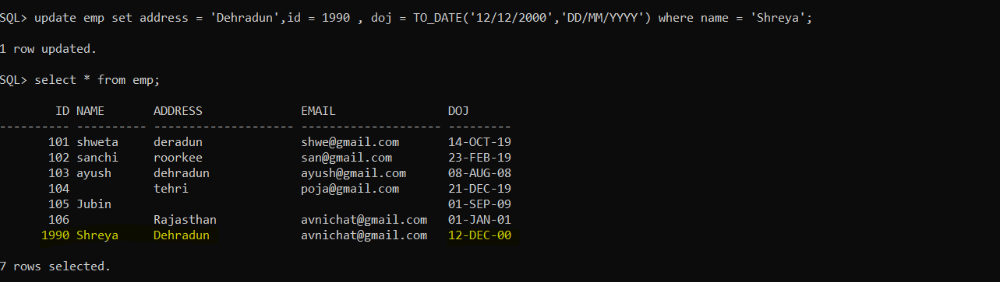 SQL> update emp set address = 'Dehradun',id = 1990 , doj = TO_DATE('12/12/2000','DD/MM/YYYY') where name = 'Shreya';
1 row updated.
SQL> select * from emp;
ID NAME ADDRESS EMAIL DOJ
---------- ---------- -------------------- -------------------- ---------
101 shweta deradun shwe@gmail.com 14-OCT-19
102 sanchi roorkee san@gmail.com 23-FEB-19
103 ayush dehradun ayush@gmail.com 08-AUG-08
104 tehri poja@gmail.com 21-DEC-19
105 Jubin 01-SEP-09
106 Rajasthan avnichat@gmail.com 01-JAN-01
1990 Shreya Dehradun avnichat@gmail.com 12-DEC-00
7 rows selected.